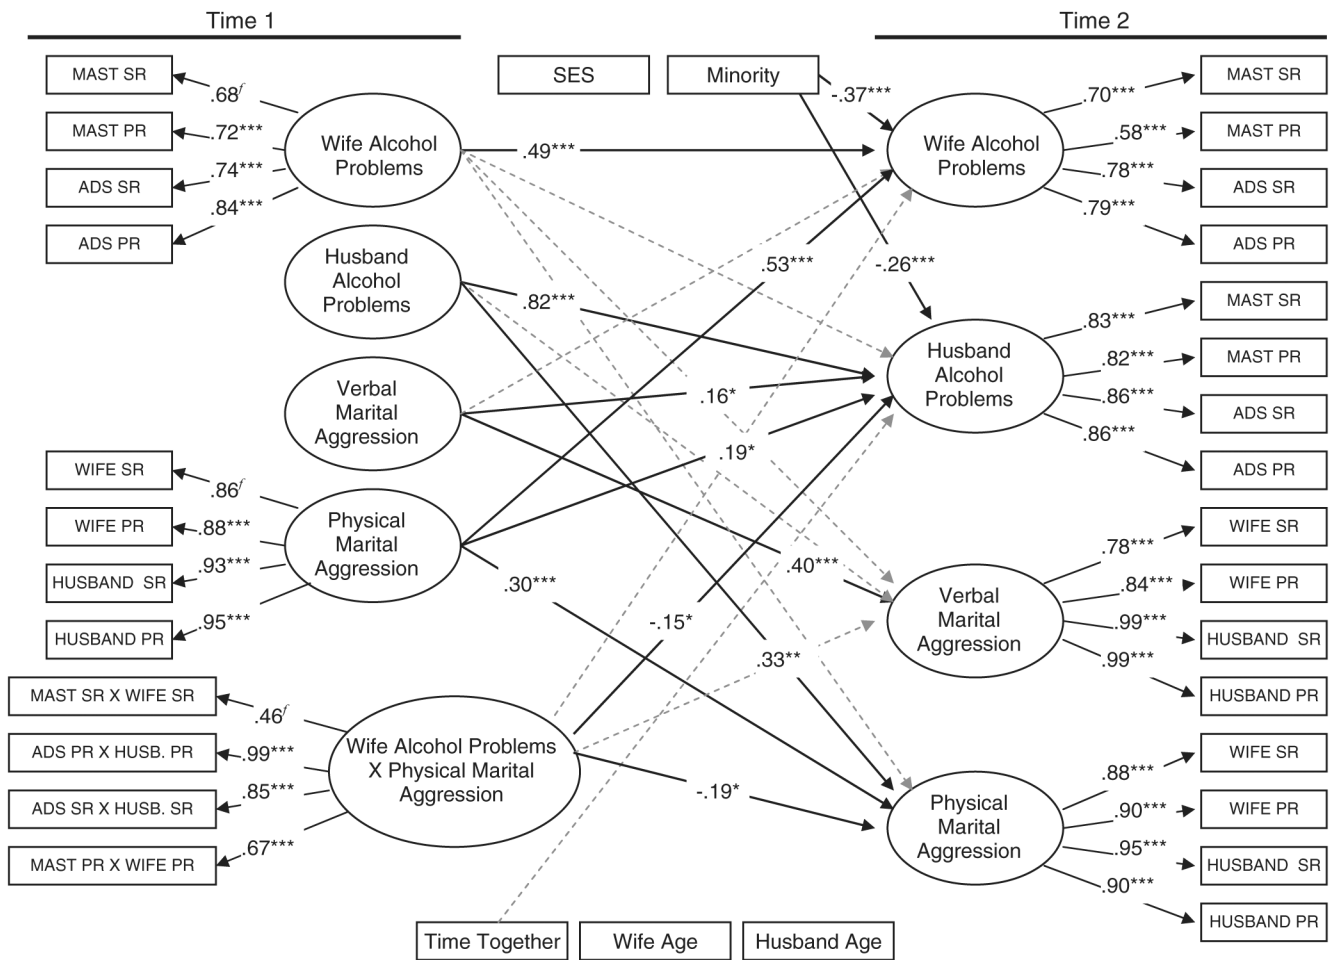 Time 1
Time 2
SES
Minority
MAST SR
MAST PR
ADS SR
ADS PR
.68f
.72***
.74***
.84***
Wife Alcohol
Problems
Husband
Alcohol
Problems
Verbal
Marital
Aggression
WIFE SR
WIFE PR
HUSBAND SR
HUSBAND PR
.86f
.88***
.93***
.95***
Physical
Marital
Aggression
MAST SR X WIFE SR
ADS PR X HUSB. PR
ADS SR X HUSB. SR
MAST PR X WIFE PR
.46f
.99***
.85***
.67***
Wife Alcohol Problems
X Physical Marital
Aggression
-.37***
.49***
.53***
-.26***
.82***
.16*
.19*
.40***
.30***
-.15*
.33**
-.19*
Wife Alcohol
Problems
.70***
.58***
.78***
.79***
MAST SR
MAST PR
ADS SR
ADS PR
Husband
Alcohol
Problems
.83***
.82***
.86***
.86***
MAST SR
MAST PR
ADS SR
ADS PR
Verbal
Marital
Aggression
.78***
.84***
.99***
.99***
WIFE SR
WIFE PR
HUSBAND SR
HUSBAND PR
Physical
Marital
Aggression
.88***
.90***
.95***
.90***
WIFE SR
WIFE PR
HUSBAND SR
HUSBAND PR
Time Together
Wife Age
Husband Age